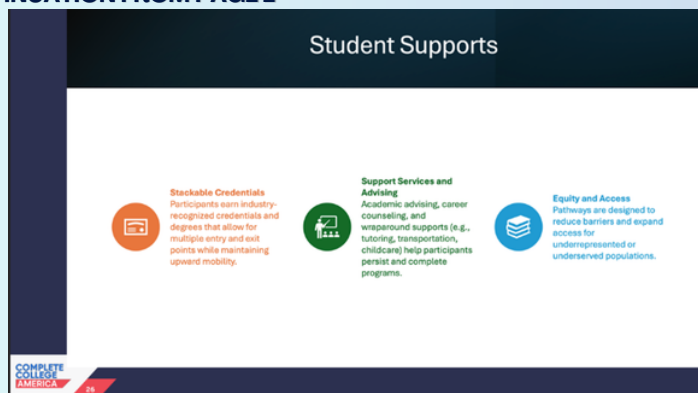 Student Supports
Stackable Credentials
Participants earn industry-
recognized credentials and
degrees that allow for
multiple entry and exit
points while maintaining
upward mobility.
Support Services and
Advising
Academic advising, career
counseling, and
wraparound supports (e.g.,
tutoring, transportation,
childcare) help participants
persist and complete
programs.
Equity and Access
Pathways are designed to
reduce barriers and expand
access for
underrepresented or
underserved populations.
COMPLETE
COLLEGE
AMERICA
26